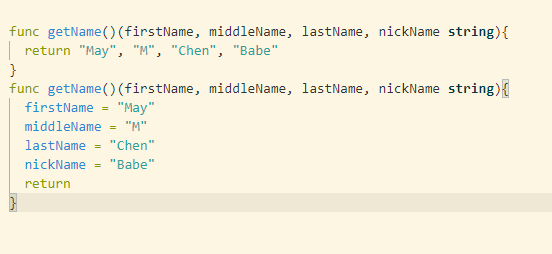 func getName()(firstName, middleName, lastName, nickName string){
  return "May", "M", "Chen", "Babe"
}
func getName()(firstName, middleName, lastName, nickName string){
  firstName = "May"
  middleName = "M"
  lastName = "Chen"
  nickName = "Babe"
  return
}